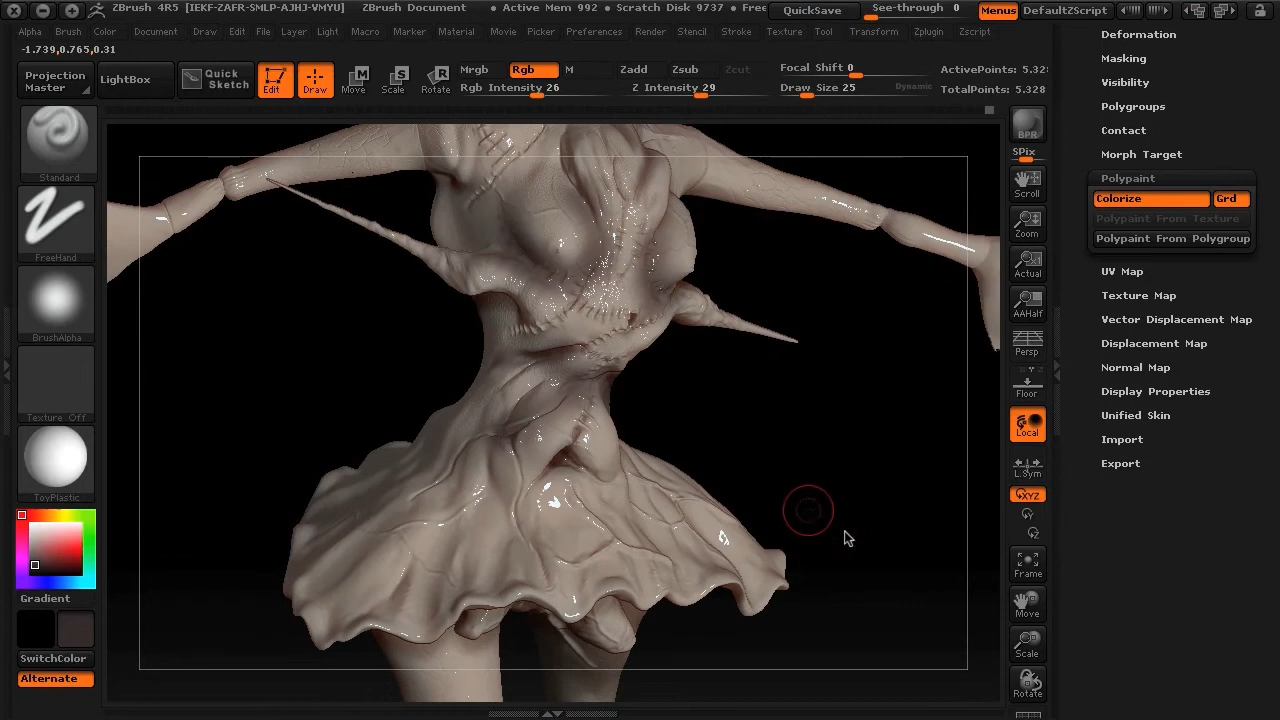 ZBrush 4R5 [IEKF-ZAFR-SMLP-AJHJ-VMYU] ZBrush Document • Active Mem 992 • Scratch Disk 9737 • Free QuickSave See-through 0 Menus DefaultZScript
Alpha Brush Color Document Draw Edit File Layer Light Macro Marker Material Movie Picker Preferences Render Stencil Stroke Texture Tool Transform Zplugin Zscript
-1.739,0.765,0.31
Projection Master
LightBox
Quick Sketch
Edit
Draw
Move
Scale
Rotate
Mrgb Rgb M
Rgb Intensity 26
Zadd Zsub Zcut
Z Intensity 29
Focal Shift 0
Draw Size 25 Dynamic
ActivePoints: 5.32
TotalPoints: 5.328
Standard
FreeHand
BrushAlpha
Texture Off
ToyPlastic
Gradient
SwitchColor
Alternate
BPR
SPix
Scroll
Zoom
Actual
AAHalf
Persp
Floor
Local
L.Sym
XYZ
Y
Z
Frame
Move
Scale
Rotate
Deformation
Masking
Visibility
Polygroups
Contact
Morph Target
Polypaint
Colorize Grd
Polypaint From Texture
Polypaint From Polygroup
UV Map
Texture Map
Vector Displacement Map
Displacement Map
Normal Map
Display Properties
Unified Skin
Import
Export